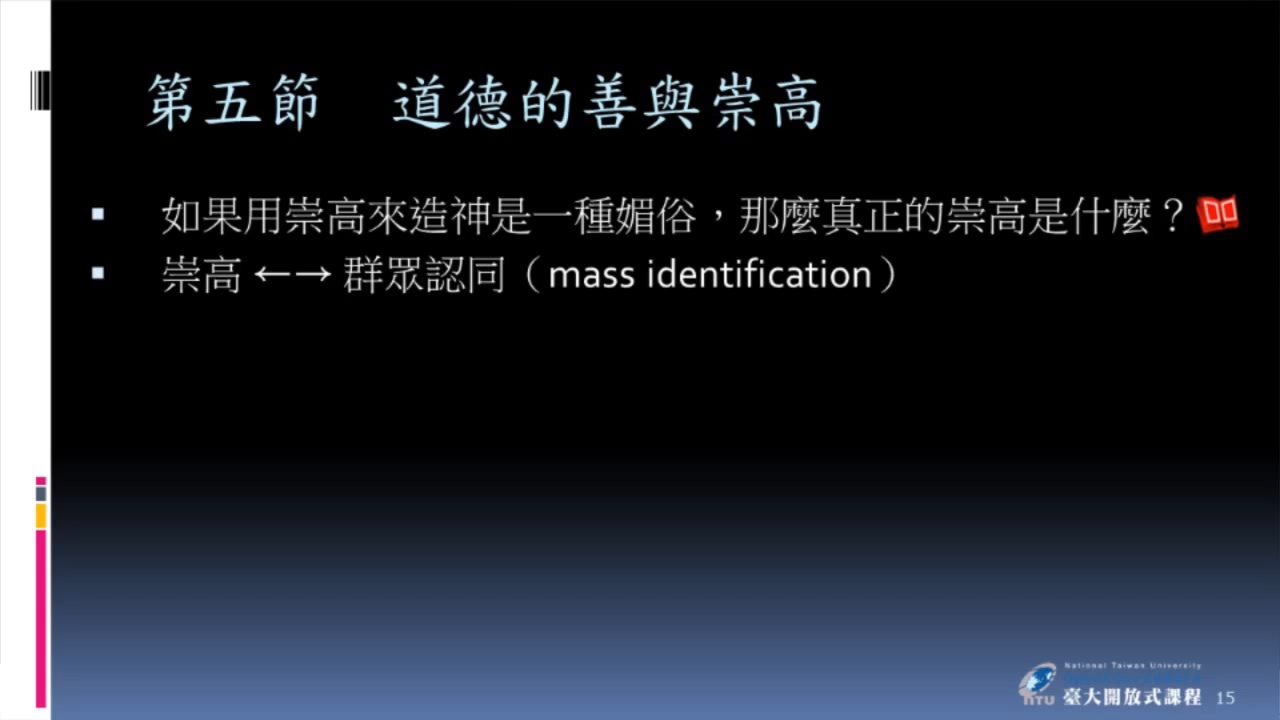 第五節　道德的善與崇高
如果用崇高來造神是一種媚俗，那麼真正的崇高是什麼？
崇高 ←→ 群眾認同（mass identification）
National Taiwan University
NTU 臺大開放式課程 15